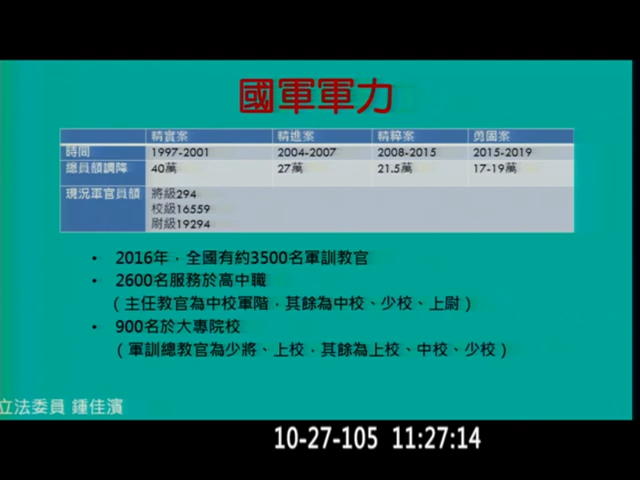 國軍軍力
精實案 精進案 精粹案 勇固案
時間 1997-2001 2004-2007 2008-2015 2015-2019
總員額調降 40萬 27萬 21.5萬 17-19萬
現況軍官員額 將級294
校級16559
尉級19294
• 2016年，全國有約3500名軍訓教官
• 2600名服務於高中職
（主任教官為中校軍階，其餘為中校、少校、上尉）
• 900名於大專院校
（軍訓總教官為少將、上校，其餘為上校、中校、少校）
立法委員 鍾佳濱
10-27-105 11:27:14